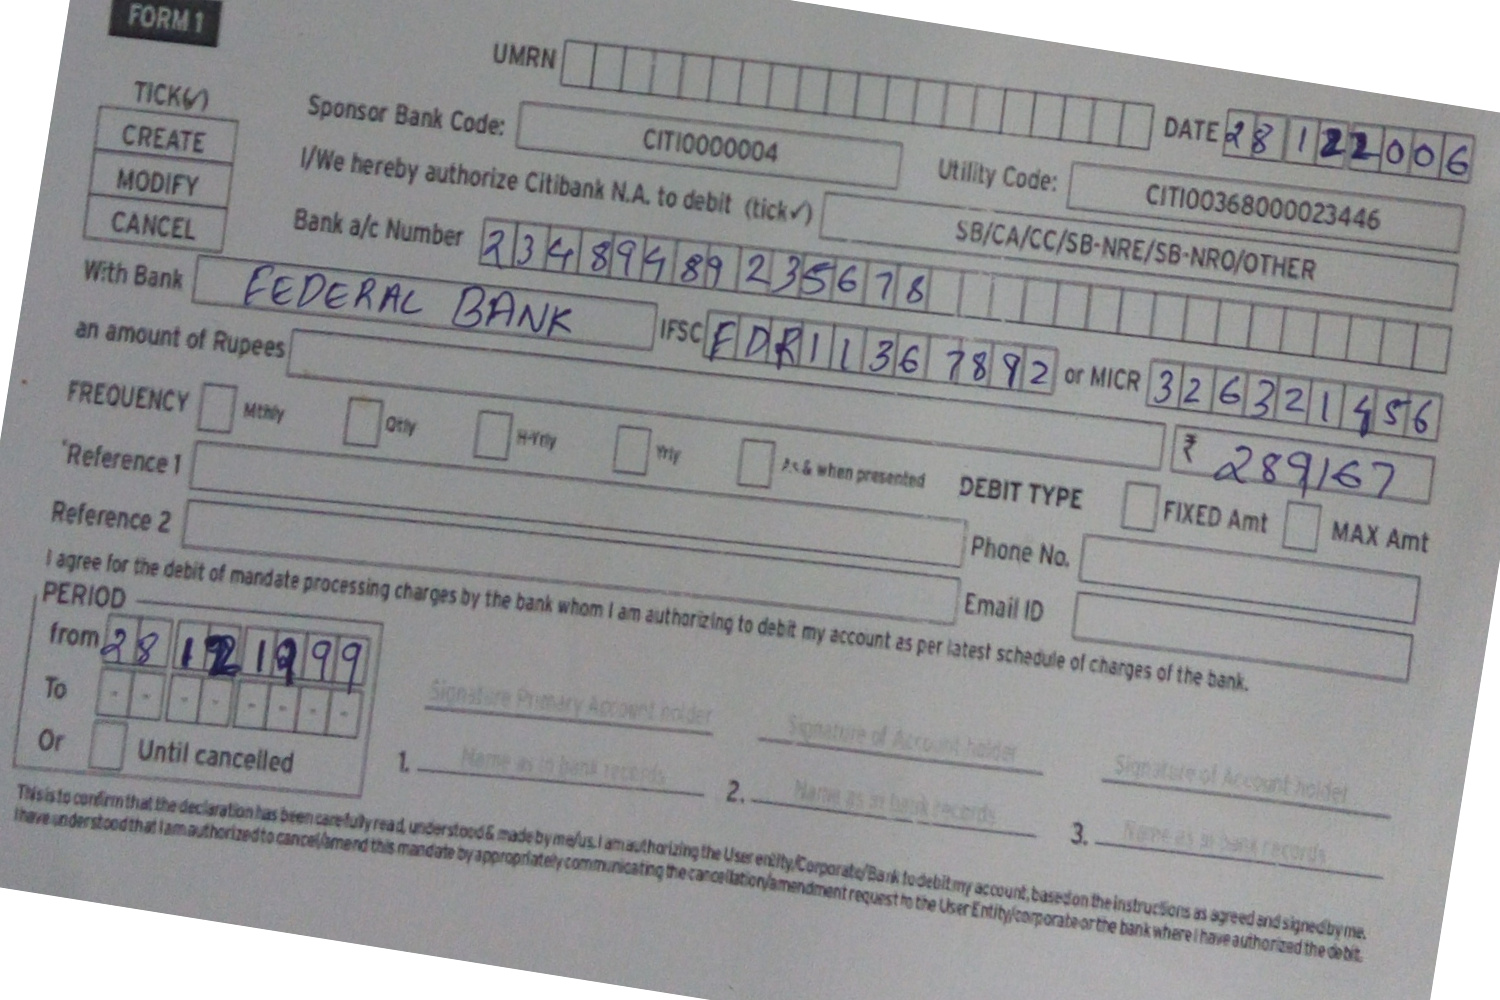 FORM 1
UMRN
DATE 28122006
TICK(✓)
CREATE
MODIFY
CANCEL
Sponsor Bank Code: CITI0000004
Utility Code: CITI00368000023446
I/We hereby authorize Citibank N.A. to debit (tick✓) SB/CA/CC/SB-NRE/SB-NRO/OTHER
Bank a/c Number 23489489235678
With Bank FEDERAL BANK IFSC FDRI1367892 or MICR 326321456
an amount of Rupees ₹ 289167
FREQUENCY Mthly Qtly H-Yrly Yrly As & when presented DEBIT TYPE FIXED Amt MAX Amt
*Reference 1 Phone No.
Reference 2 Email ID
I agree for the debit of mandate processing charges by the bank whom I am authorizing to debit my account as per latest schedule of charges of the bank.
PERIOD
from 28121999
To - - - - - - - -
Or Until cancelled
Signature Primary Account holder Signature of Account holder Signature of Account holder
1. Name as in bank records 2. Name as in bank records 3. Name as in bank records
This is to confirm that the declaration has been carefully read, understood & made by me/us. I am authorizing the User entity/Corporate/Bank to debit my account, based on the instructions as agreed and signed by me.
I have understood that I am authorized to cancel/amend this mandate by appropriately communicating the cancellation/amendment request to the User Entity/corporate or the bank where I have authorized the debit.